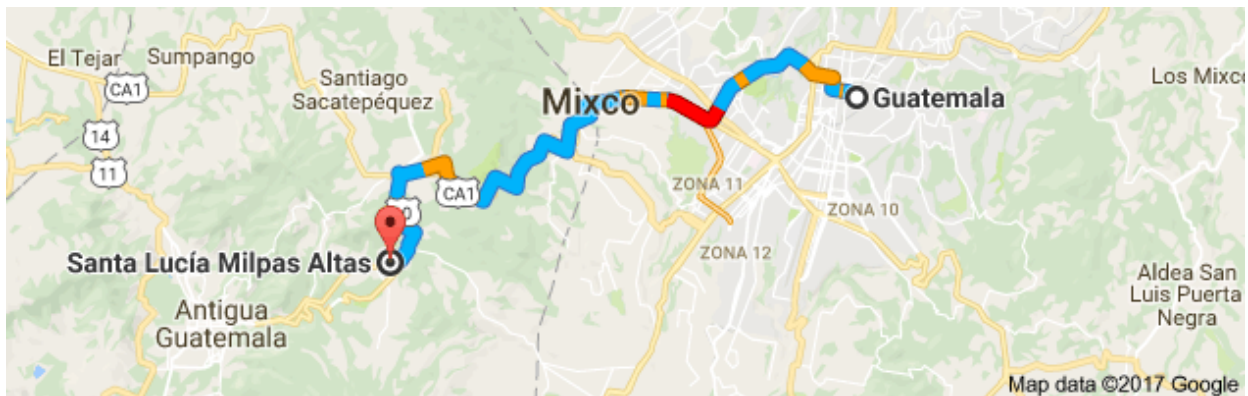 El Tejar
Sumpango
CA1
14
11
Santiago
Sacatepéquez
Mixco
Guatemala
Los Mixco
ZONA 11
CA1
ZONA 10
ZONA 12
Santa Lucía Milpas Altas
Antigua
Guatemala
Aldea San
Luis Puerta
Negra
Map data ©2017 Google